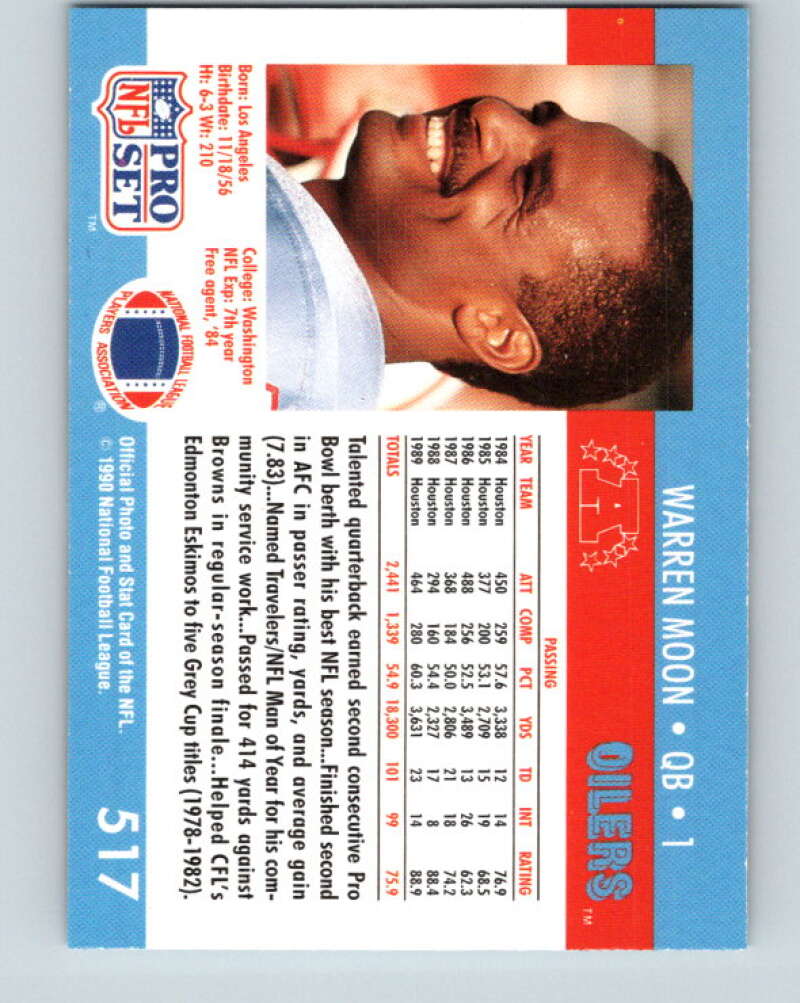 WARREN MOON • QB • 1
A
OILERS™
PASSING
YEAR TEAM ATT COMP PCT YDS TD INT RATING
1984 Houston 450 259 57.6 3,338 12 14 76.9
1985 Houston 377 200 53.1 2,709 15 19 68.5
1986 Houston 488 256 52.5 3,489 13 26 62.3
1987 Houston 368 184 50.0 2,806 21 18 74.2
1988 Houston 294 160 54.4 2,327 17 8 88.4
1989 Houston 464 280 60.3 3,631 23 14 88.9
TOTALS 2,441 1,339 54.9 18,300 101 99 75.9
Talented quarterback earned second consecutive Pro
Bowl berth with his best NFL season...Finished second
in AFC in passer rating, yards, and average gain
(7.83)...Named Travelers/NFL Man of Year for his com-
munity service work...Passed for 414 yards against
Browns in regular-season finale...Helped CFL's
Edmonton Eskimos to five Grey Cup titles (1978-1982).
Born: Los Angeles
Birthdate: 11/18/56
Ht: 6-3 Wt: 210
College: Washington
NFL Exp: 7th year
Free agent, '84
PRO
NFL SET
™
NATIONAL FOOTBALL LEAGUE
PLAYERS ASSOCIATION
®
Official Photo and Stat Card of the NFL.
© 1990 National Football League.
517